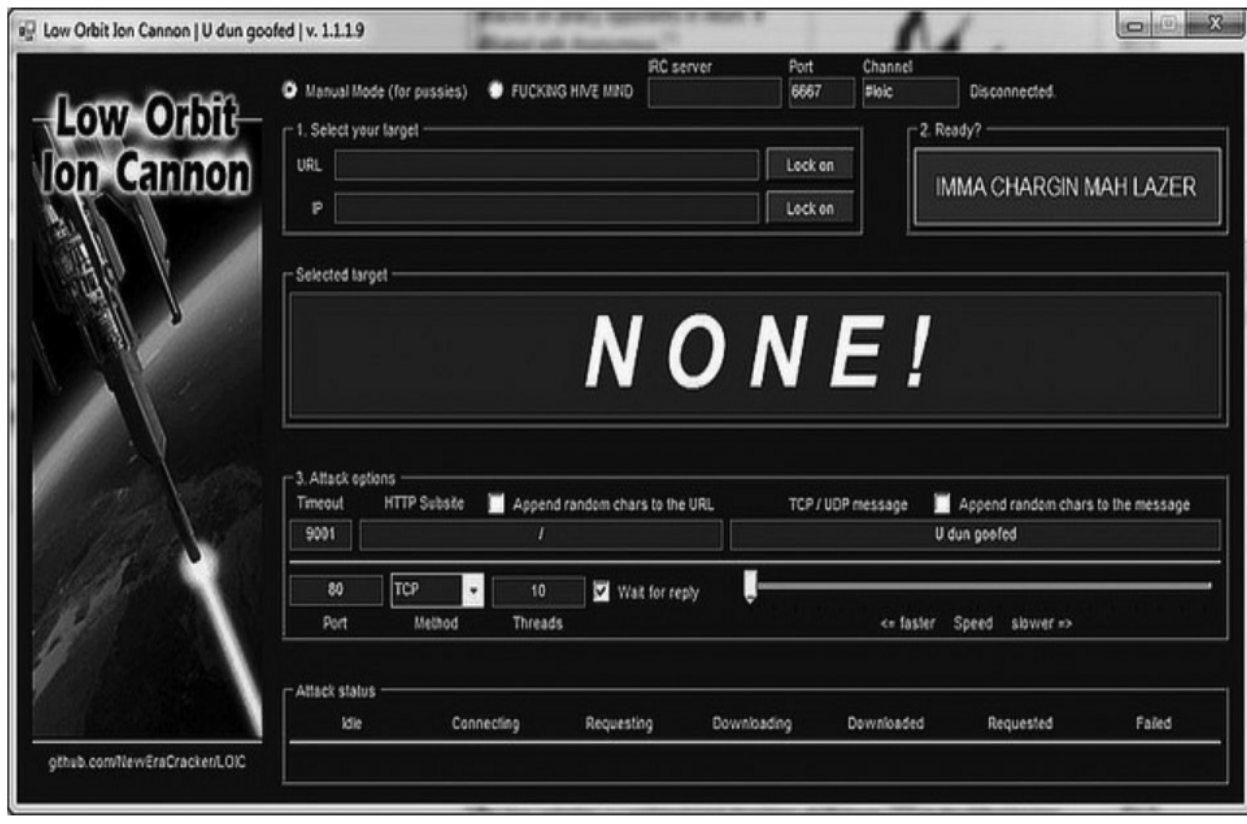 Low Orbit Ion Cannon | U dun goofed | v. 1.1.1.9
Low Orbit
Ion Cannon
IRC server Port Channel
Manual Mode (for pussies) FUCKING HIVE MIND 6667 #loic Disconnected.
1. Select your target
URL Lock on
IP Lock on
2. Ready?
IMMA CHARGIN MAH LAZER
Selected target
NONE!
3. Attack options
Timeout HTTP Subsite Append random chars to the URL TCP / UDP message Append random chars to the message
9001 / U dun goofed
80 TCP 10 Wait for reply
Port Method Threads <= faster Speed slower =>
Attack status
Idle Connecting Requesting Downloading Downloaded Requested Failed
github.com/NewEraCracker/LOIC